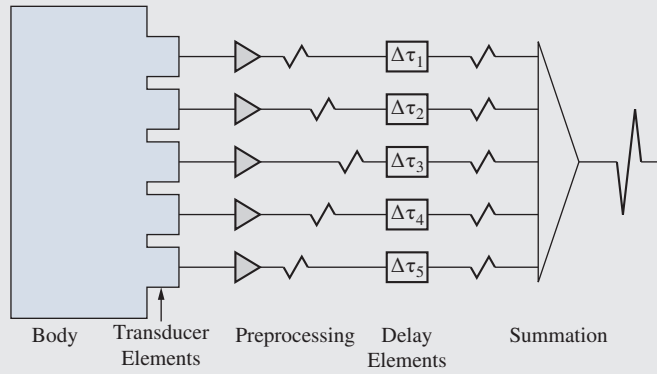 Δτ1
Δτ2
Δτ3
Δτ4
Δτ5
Body
Transducer
Elements
Preprocessing
Delay
Elements
Summation